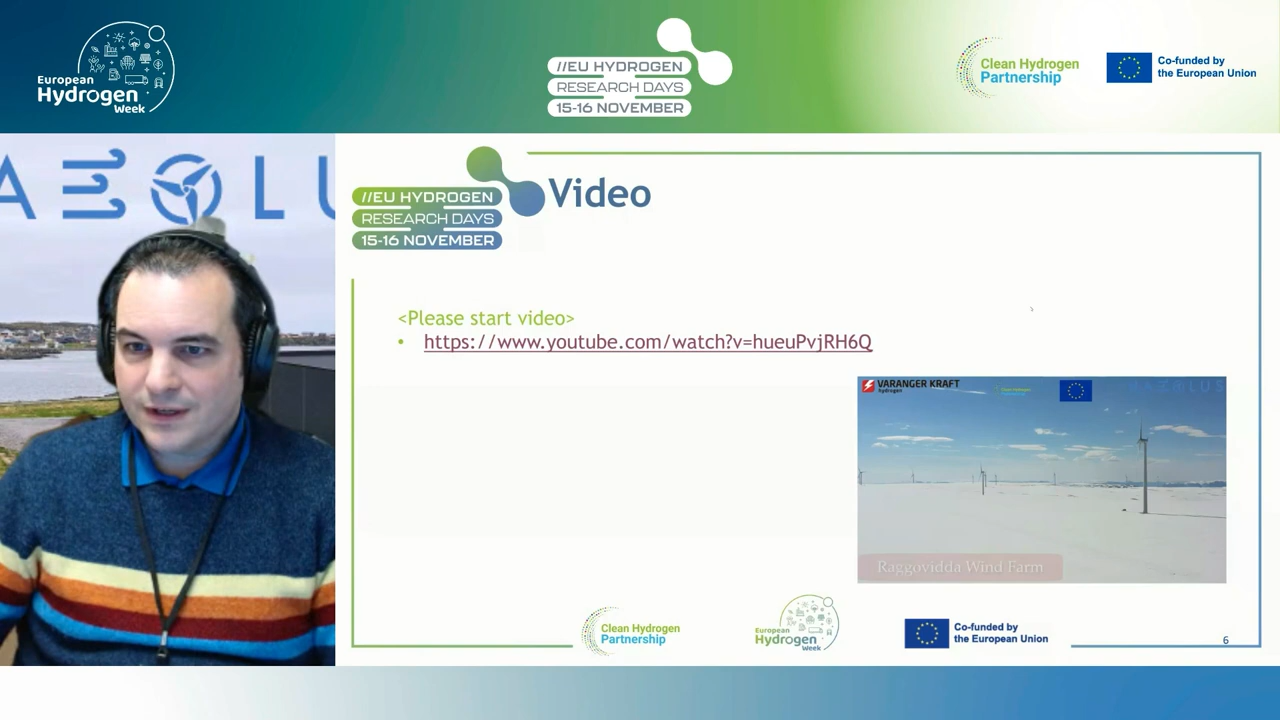 European
Hydrogen
Week
//EU HYDROGEN
RESEARCH DAYS
15-16 NOVEMBER
Clean Hydrogen
Partnership
Co-funded by
the European Union
//EU HYDROGEN
RESEARCH DAYS
15-16 NOVEMBER
Video
<Please start video>
• https://www.youtube.com/watch?v=hueuPvjRH6Q
VARANGER KRAFT
hydrogen
Raggovidda Wind Farm
Clean Hydrogen
Partnership
European
Hydrogen
Week
Co-funded by
the European Union
6